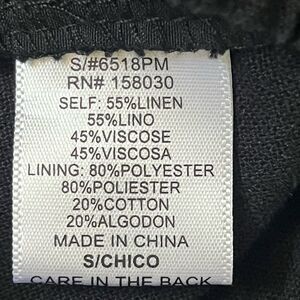 S/#6518PM
RN# 158030
SELF: 55%LINEN
55%LINO
45%VISCOSE
45%VISCOSA
LINING: 80%POLYESTER
80%POLIESTER
20%COTTON
20%ALGODON
MADE IN CHINA
S/CHICO
CARE IN THE BACK